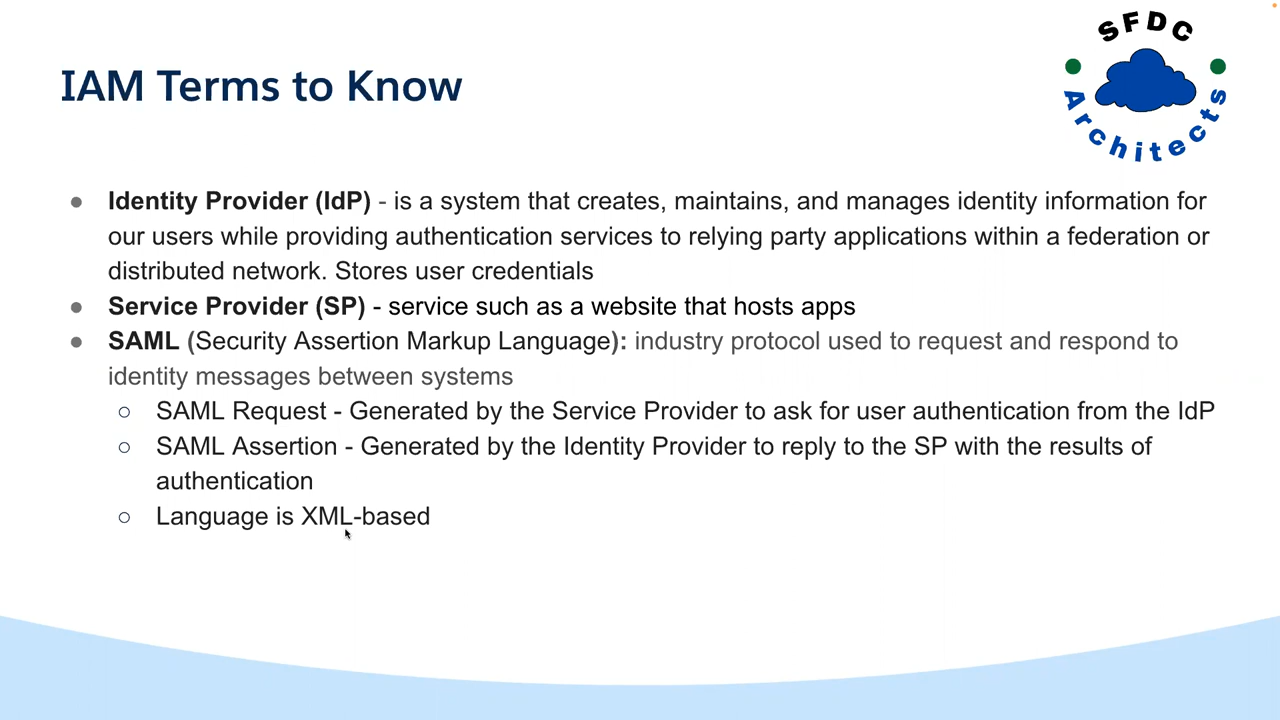 SFDC
Architects
IAM Terms to Know
● Identity Provider (IdP) - is a system that creates, maintains, and manages identity information for
our users while providing authentication services to relying party applications within a federation or
distributed network. Stores user credentials
● Service Provider (SP) - service such as a website that hosts apps
● SAML (Security Assertion Markup Language): industry protocol used to request and respond to
identity messages between systems
○ SAML Request - Generated by the Service Provider to ask for user authentication from the IdP
○ SAML Assertion - Generated by the Identity Provider to reply to the SP with the results of
authentication
○ Language is XML-based